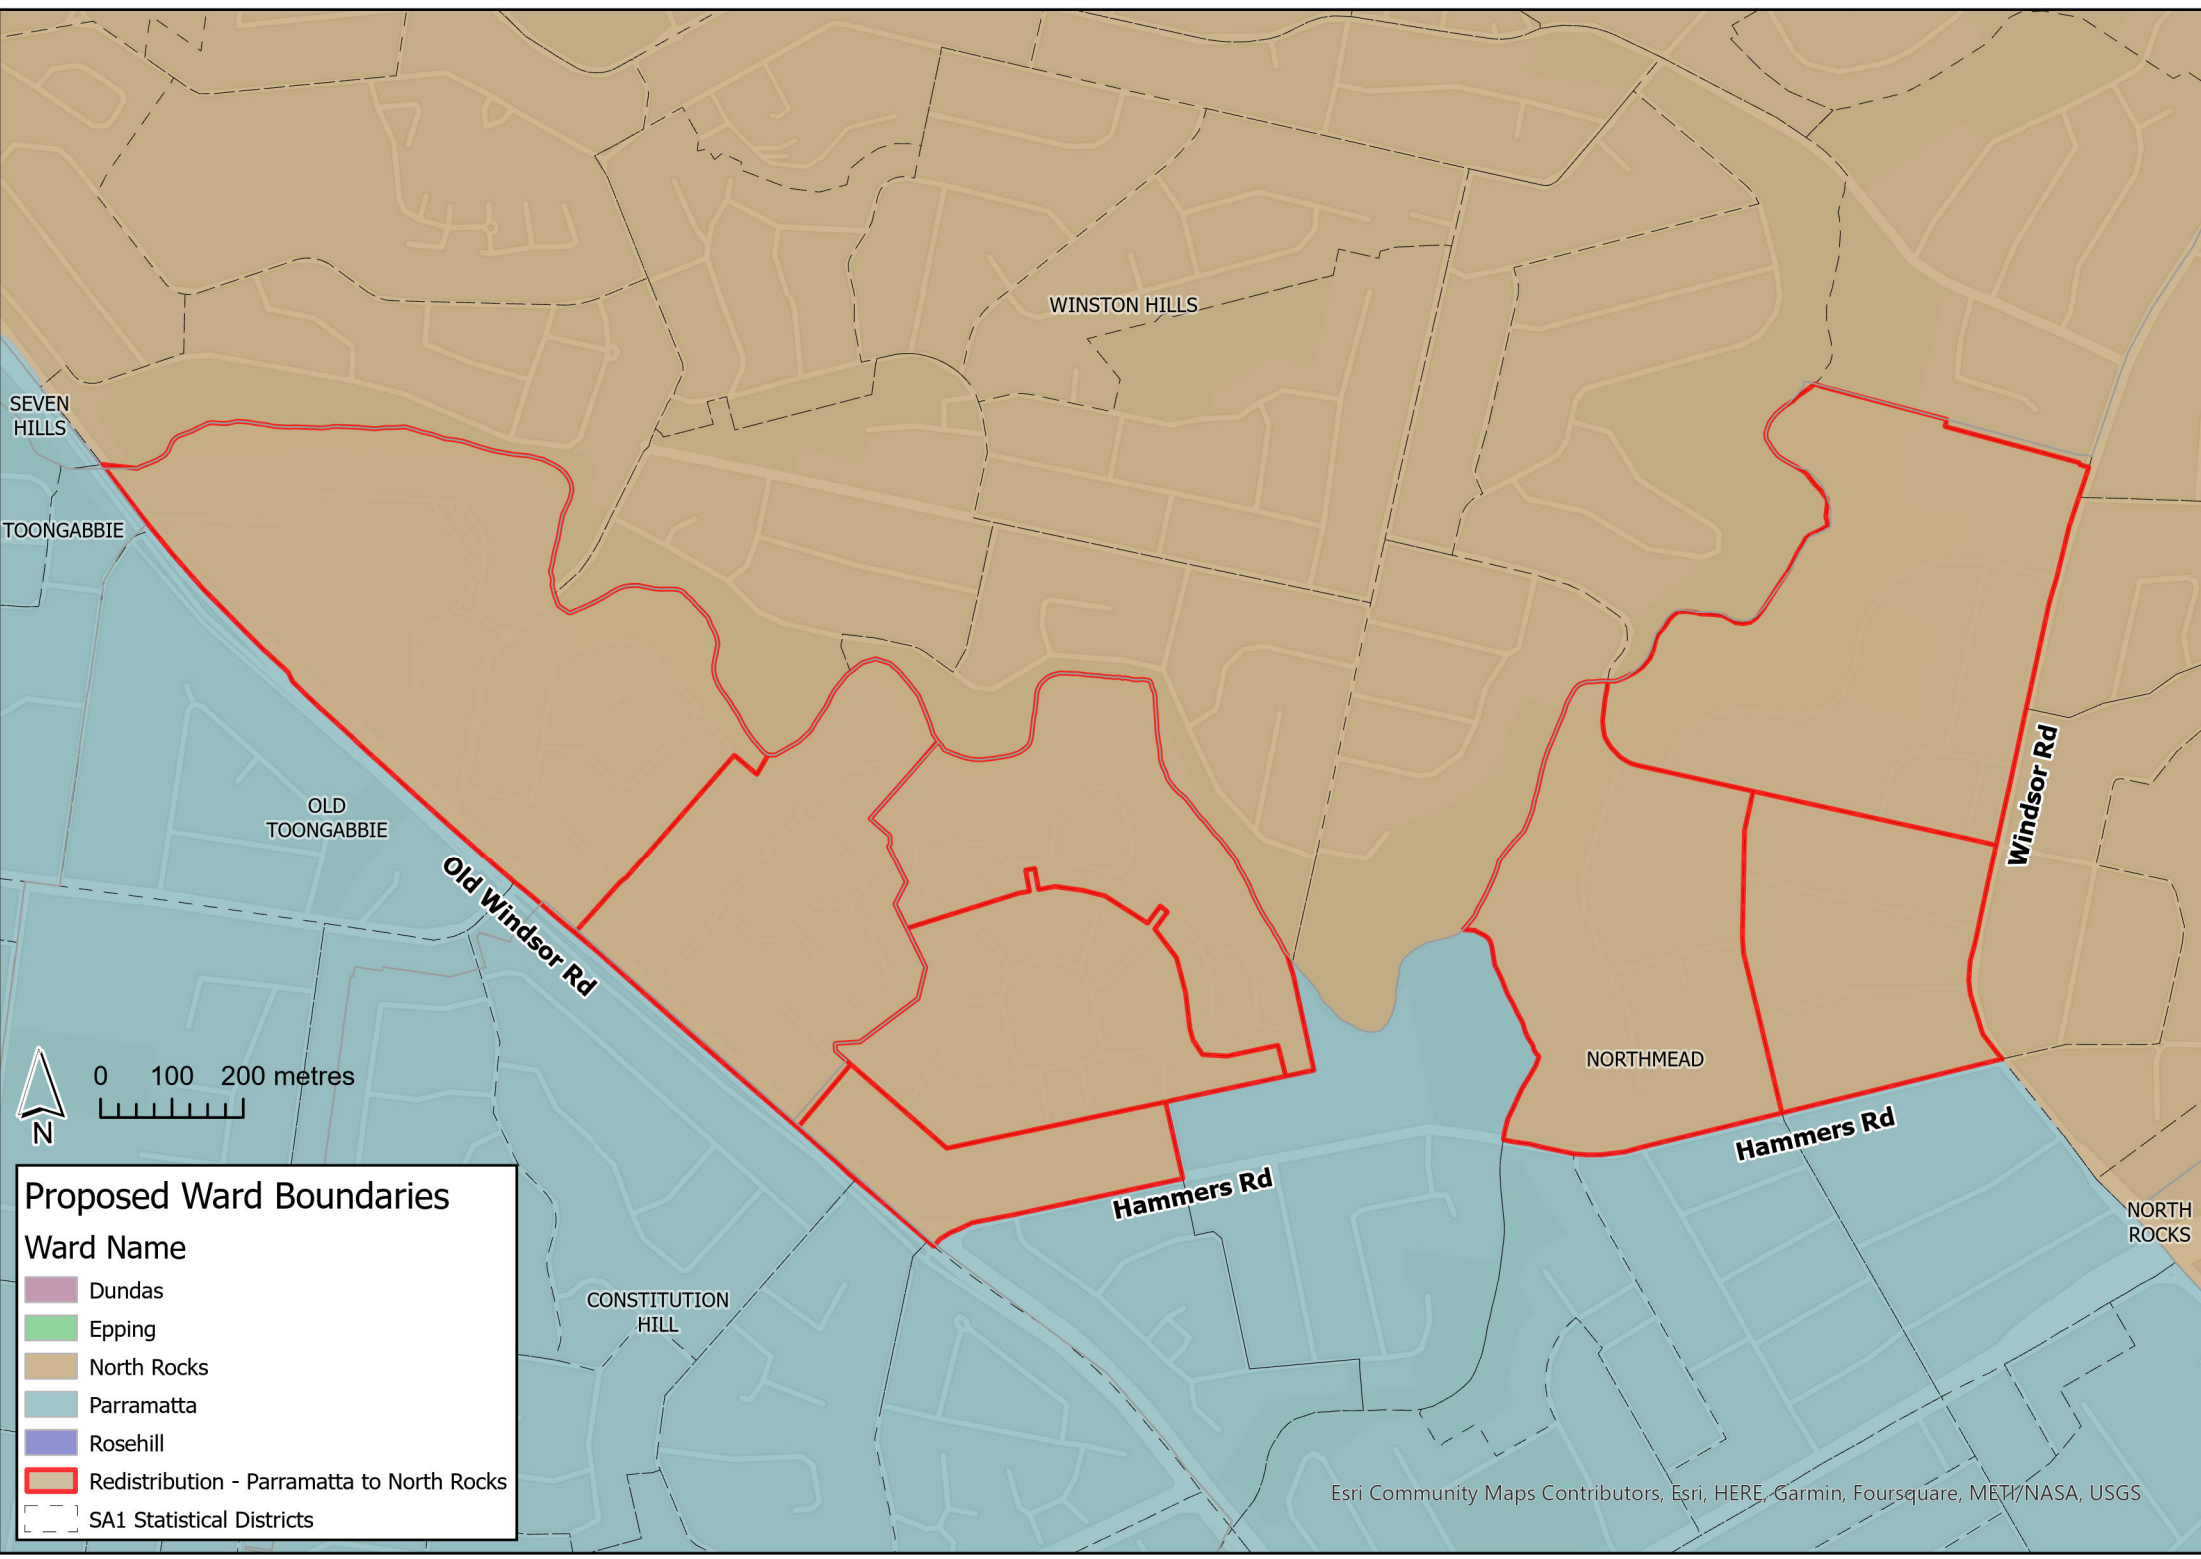 WINSTON HILLS
SEVEN
HILLS
TOONGABBIE
OLD
TOONGABBIE
Old Windsor Rd
Windsor Rd
NORTHMEAD
Hammers Rd
Hammers Rd
NORTH
ROCKS
CONSTITUTION
HILL
0 100 200 metres
N
Proposed Ward Boundaries
Ward Name
Dundas
Epping
North Rocks
Parramatta
Rosehill
Redistribution - Parramatta to North Rocks
SA1 Statistical Districts
Esri Community Maps Contributors, Esri, HERE, Garmin, Foursquare, METI/NASA, USGS